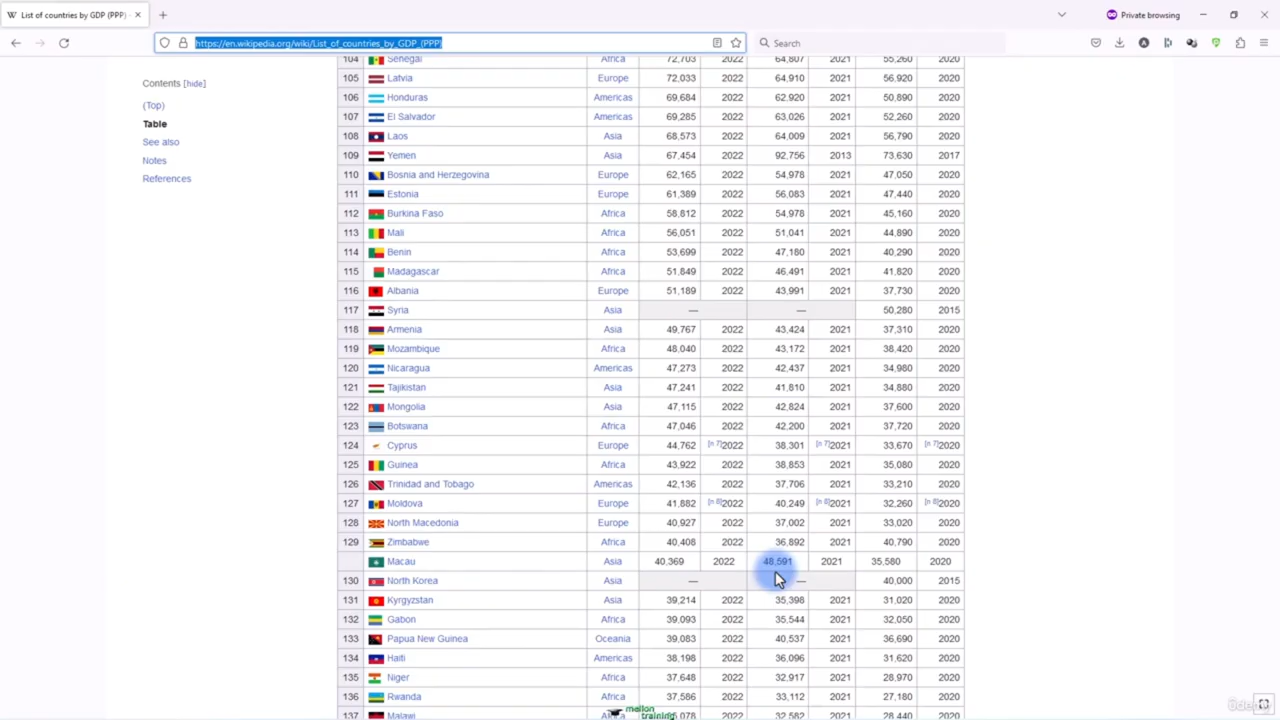 List of countries by GDP (PPP) -
Private browsing
https://en.wikipedia.org/wiki/List_of_countries_by_GDP_(PPP)
Search
Contents [hide]
(Top)
Table
See also
Notes
References
104 Senegal Africa 72,703 2022 64,807 2021 55,260 2020
105 Latvia Europe 72,033 2022 64,919 2021 56,920 2020
106 Honduras Americas 69,684 2022 62,920 2021 50,890 2020
107 El Salvador Americas 69,285 2022 63,026 2021 52,260 2020
108 Laos Asia 68,573 2022 64,009 2021 56,790 2020
109 Yemen Asia 67,454 2022 92,752 2013 73,630 2017
110 Bosnia and Herzegovina Europe 62,165 2022 54,978 2021 47,050 2020
111 Estonia Europe 61,389 2022 56,083 2021 47,440 2020
112 Burkina Faso Africa 58,812 2022 54,971 2021 45,160 2020
113 Mali Africa 56,051 2022 51,041 2021 44,890 2020
114 Benin Africa 53,699 2022 47,180 2021 40,290 2020
115 Madagascar Africa 51,849 2022 46,491 2021 41,820 2020
116 Albania Europe 51,189 2022 43,991 2021 37,730 2020
117 Syria Asia — — 50,280 2015
118 Armenia Asia 49,767 2022 43,424 2021 37,310 2020
119 Mozambique Africa 48,040 2022 43,172 2021 38,420 2020
120 Nicaragua Americas 47,273 2022 42,437 2021 34,980 2020
121 Tajikistan Asia 47,241 2022 41,819 2021 34,880 2020
122 Mongolia Asia 47,115 2022 42,824 2021 37,600 2020
123 Botswana Africa 47,046 2022 42,209 2021 37,720 2020
124 Cyprus Europe 44,762 [n 7]2022 38,301 [n 7]2021 33,670 [n 7]2020
125 Guinea Africa 43,922 2022 38,855 2021 35,080 2020
126 Trinidad and Tobago Americas 42,136 2022 37,706 2021 33,210 2020
127 Moldova Europe 41,882 [n 8]2022 40,249 [n 8]2021 32,260 [n 8]2020
128 North Macedonia Europe 40,927 2022 37,002 2021 33,020 2020
129 Zimbabwe Africa 40,408 2022 36,892 2021 40,790 2020
Macau Asia 40,369 2022 48,591 2021 35,580 2020
130 North Korea Asia — — 40,000 2015
131 Kyrgyzstan Asia 39,214 2022 35,398 2021 31,020 2020
132 Gabon Africa 39,093 2022 35,544 2021 32,050 2020
133 Papua New Guinea Oceania 39,083 2022 40,537 2021 36,690 2020
134 Haiti Americas 38,198 2022 36,096 2021 31,620 2020
135 Niger Africa 37,648 2022 32,917 2021 28,970 2020
136 Rwanda Africa 37,586 2022 33,112 2021 27,180 2020
137 Malawi 2022 2021 28,440 2020
mellon
training